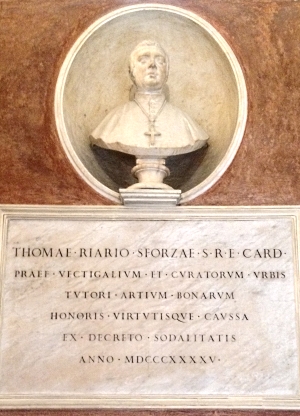 THOMAE · RIARIO · SFORZAE · S · R · E · CARD ·
PRAEF · VECTIGALIUM · ET · CVRATORVM · VRBIS
TVTORI · ARTIVM · BONARVM
HONORIS · VIRTVTISQVE · CAVSSA
EX · DECRETO · SODALITATIS
ANNO · MDCCCXXXXV ·